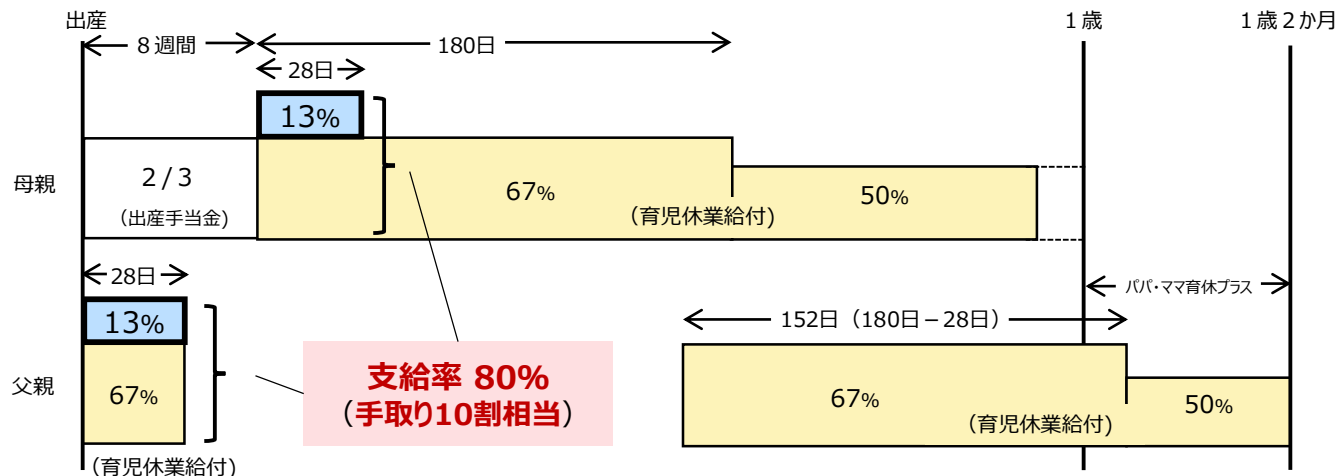 出産
1歳
1歳2か月
8週間
180日
28日
13%
母親
2/3
(出産手当金)
67%
50%
(育児休業給付)
28日
パパ・ママ育休プラス
13%
152日（180日－28日）
父親
67%
支給率 80%
（手取り10割相当）
67%
50%
(育児休業給付)
(育児休業給付)